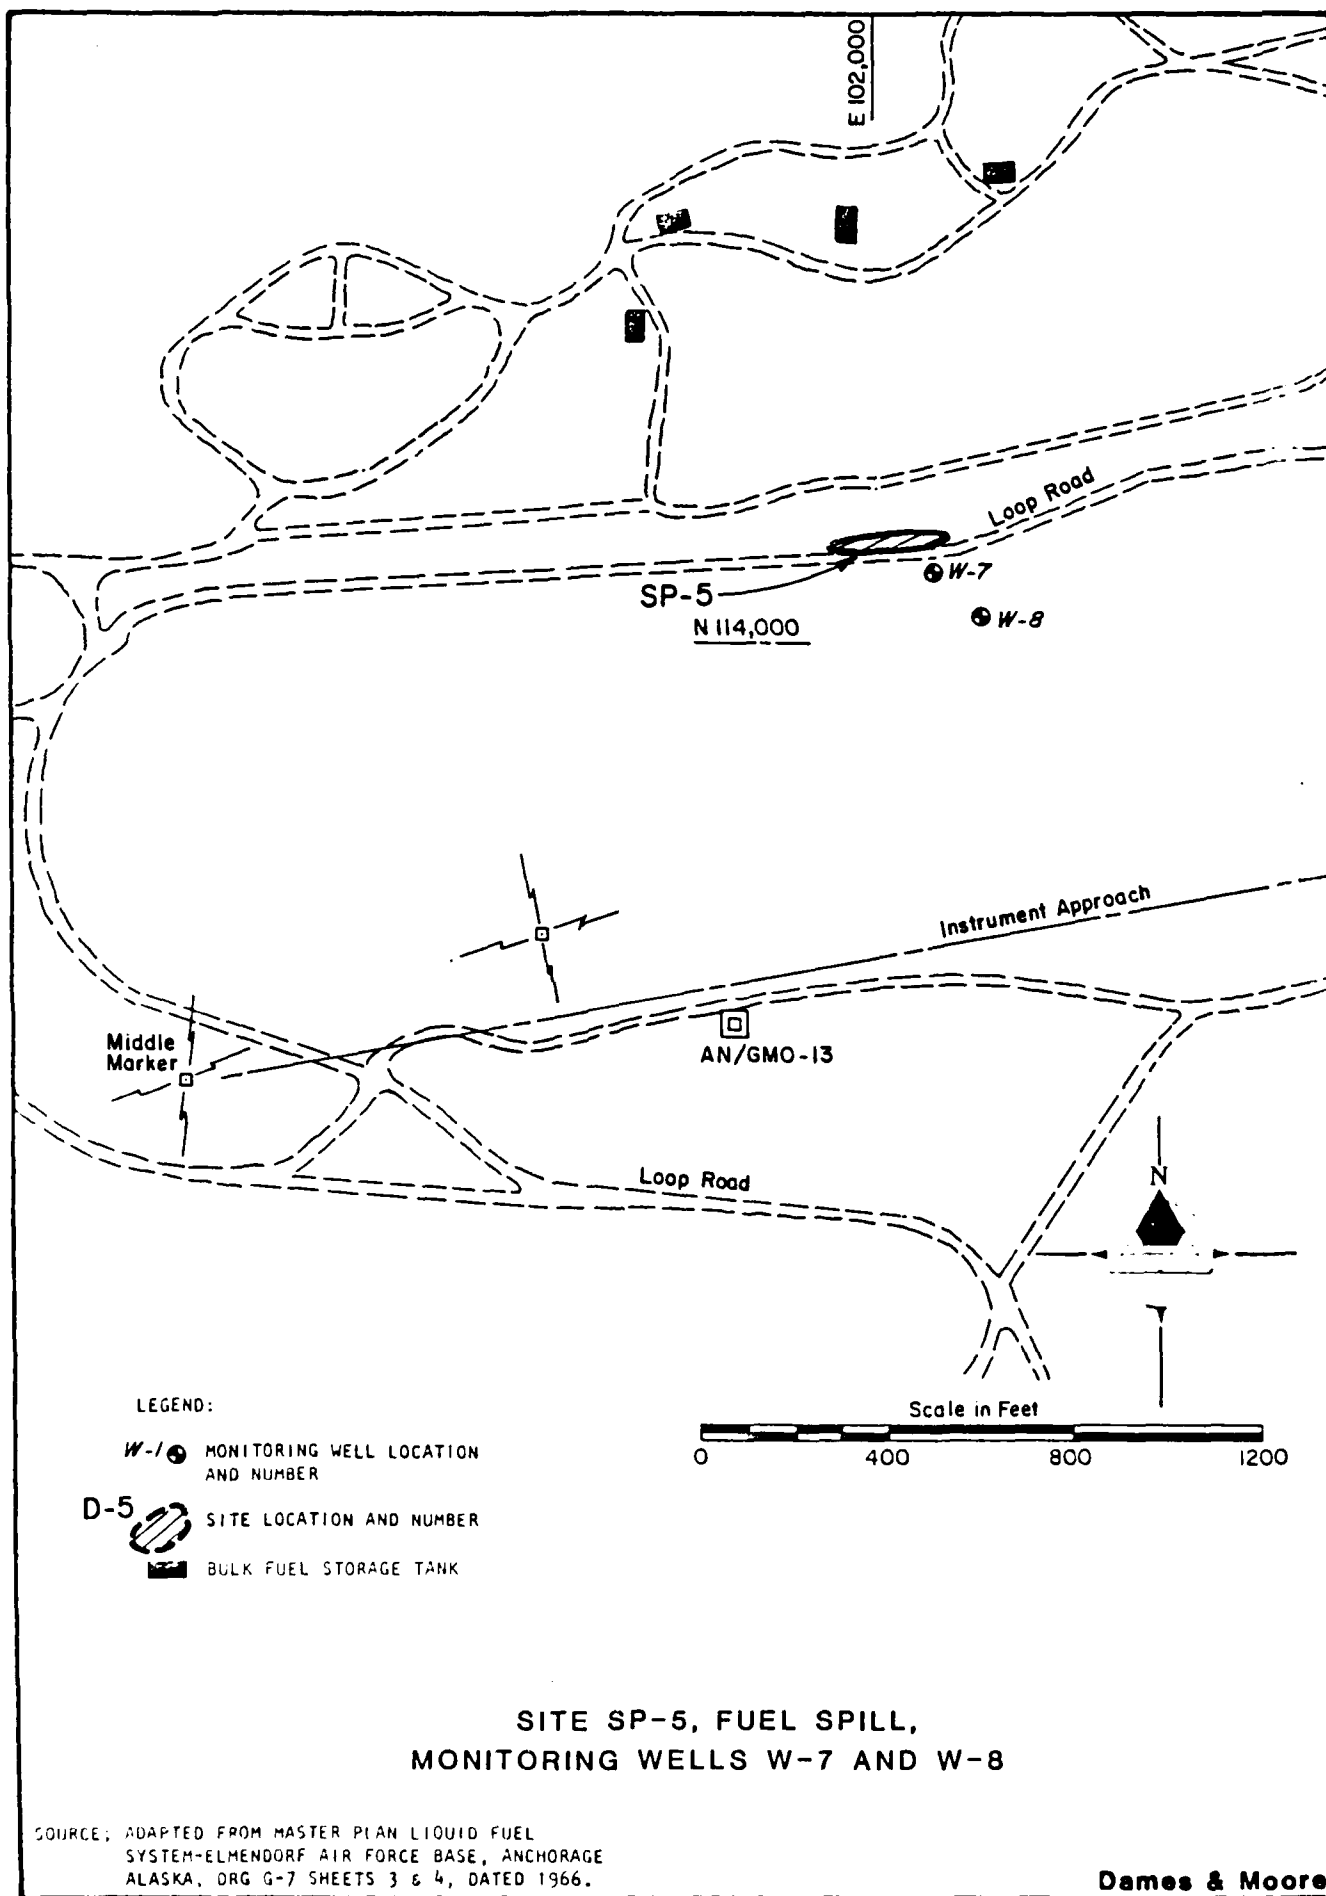 E 102,000
Loop Road
W-7
SP-5
W-8
N 114,000
Instrument Approach
Middle
Marker
AN/GMO-13
Loop Road
N
LEGEND:
Scale in Feet
0 400 800 1200
W-1 MONITORING WELL LOCATION
AND NUMBER
D-5
SITE LOCATION AND NUMBER
BULK FUEL STORAGE TANK
SITE SP-5, FUEL SPILL,
MONITORING WELLS W-7 AND W-8
SOURCE; ADAPTED FROM MASTER PLAN LIQUID FUEL
SYSTEM-ELMENDORF AIR FORCE BASE, ANCHORAGE
ALASKA, DRG G-7 SHEETS 3 & 4, DATED 1966.
Dames & Moore